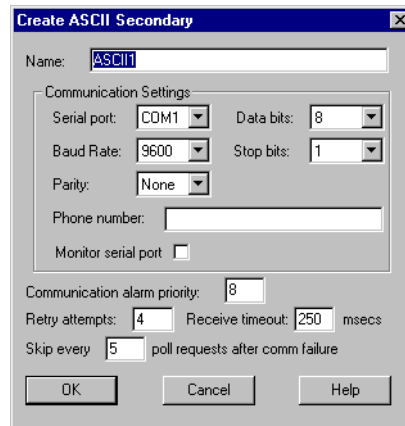 Create ASCII Secondary
Name: ASCII1
Communication Settings
Serial port: COM1 Data bits: 8
Baud Rate: 9600 Stop bits: 1
Parity: None
Phone number:
Monitor serial port
Communication alarm priority: 8
Retry attempts: 4 Receive timeout: 250 msecs
Skip every 5 poll requests after comm failure
OK Cancel Help